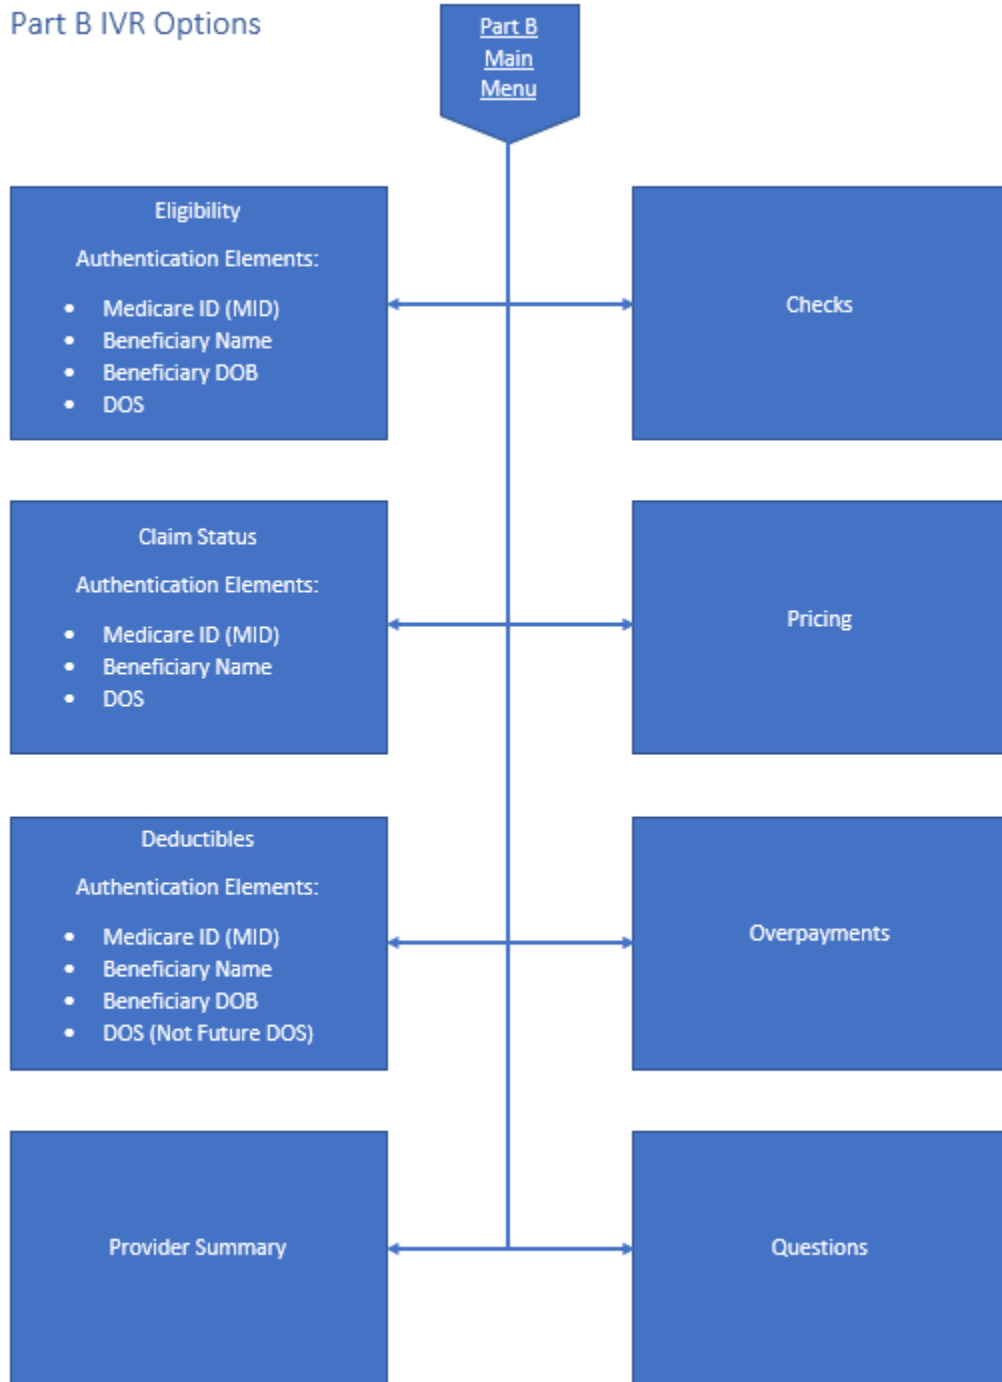 Part B IVR Options
Part B
Main
Menu
Eligibility
Authentication Elements:
• Medicare ID (MID)
• Beneficiary Name
• Beneficiary DOB
• DOS
Checks
Claim Status
Authentication Elements:
• Medicare ID (MID)
• Beneficiary Name
• DOS
Pricing
Deductibles
Authentication Elements:
• Medicare ID (MID)
• Beneficiary Name
• Beneficiary DOB
• DOS (Not Future DOS)
Overpayments
Provider Summary
Questions